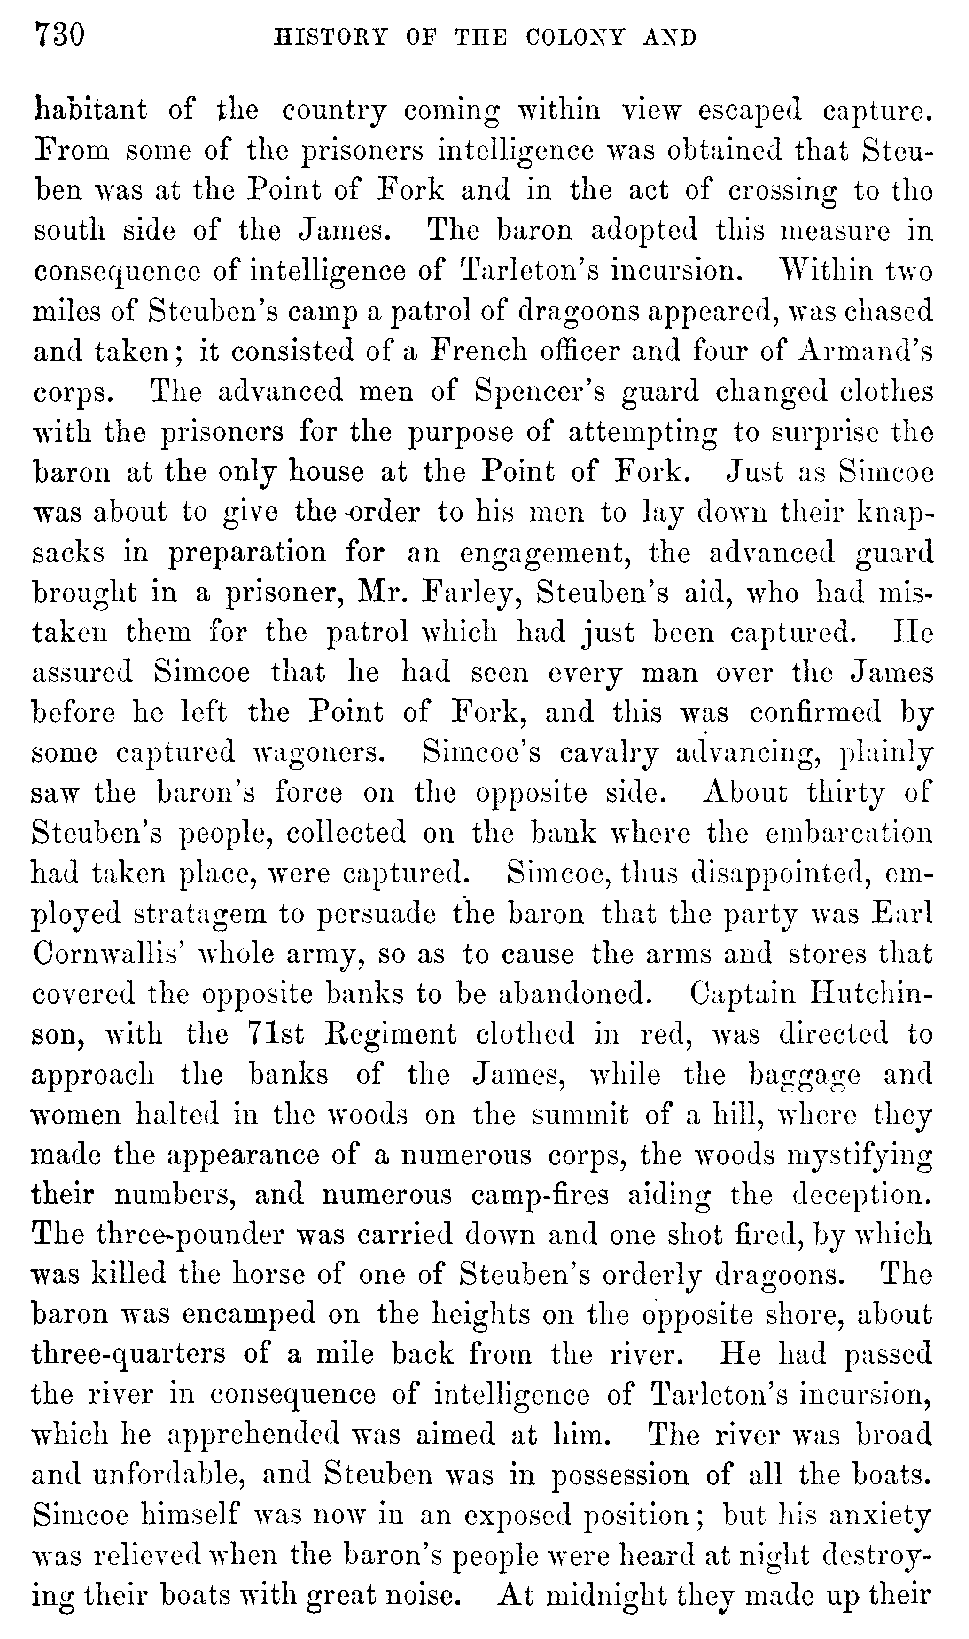 730 HISTORY OF THE COLONY AND
habitant of the country coming within view escaped capture.
From some of the prisoners intelligence was obtained that Steu-
ben was at the Point of Fork and in the act of crossing to the
south side of the James. The baron adopted this measure in
consequence of intelligence of Tarleton's incursion. Within two
miles of Steuben's camp a patrol of dragoons appeared, was chased
and taken; it consisted of a French officer and four of Armand's
corps. The advanced men of Spencer's guard changed clothes
with the prisoners for the purpose of attempting to surprise the
baron at the only house at the Point of Fork. Just as Simcoe
was about to give the order to his men to lay down their knap-
sacks in preparation for an engagement, the advanced guard
brought in a prisoner, Mr. Farley, Steuben's aid, who had mis-
taken them for the patrol which had just been captured. He
assured Simcoe that he had seen every man over the James
before he left the Point of Fork, and this was confirmed by
some captured wagoners. Simcoe's cavalry advancing, plainly
saw the baron's force on the opposite side. About thirty of
Steuben's people, collected on the bank where the embarcation
had taken place, were captured. Simcoe, thus disappointed, em-
ployed stratagem to persuade the baron that the party was Earl
Cornwallis' whole army, so as to cause the arms and stores that
covered the opposite banks to be abandoned. Captain Hutchin-
son, with the 71st Regiment clothed in red, was directed to
approach the banks of the James, while the baggage and
women halted in the woods on the summit of a hill, where they
made the appearance of a numerous corps, the woods mystifying
their numbers, and numerous camp-fires aiding the deception.
The three-pounder was carried down and one shot fired, by which
was killed the horse of one of Steuben's orderly dragoons. The
baron was encamped on the heights on the opposite shore, about
three-quarters of a mile back from the river. He had passed
the river in consequence of intelligence of Tarleton's incursion,
which he apprehended was aimed at him. The river was broad
and unfordable, and Steuben was in possession of all the boats.
Simcoe himself was now in an exposed position; but his anxiety
was relieved when the baron's people were heard at night destroy-
ing their boats with great noise. At midnight they made up their